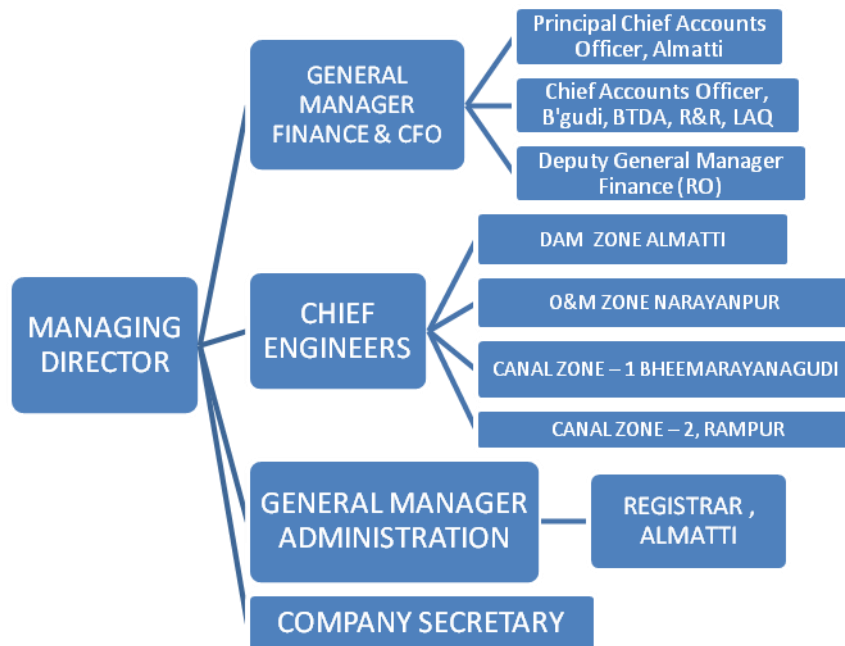 MANAGING
DIRECTOR
GENERAL
MANAGER
FINANCE & CFO
Principal Chief Accounts
Officer, Almatti
Chief Accounts Officer,
B'gudi, BTDA, R&R, LAQ
Deputy General Manager
Finance (RO)
CHIEF
ENGINEERS
DAM ZONE ALMATTI
O&M ZONE NARAYANPUR
CANAL ZONE – 1 BHEEMARAYANAGUDI
CANAL ZONE – 2, RAMPUR
GENERAL MANAGER
ADMINISTRATION
REGISTRAR ,
ALMATTI
COMPANY SECRETARY